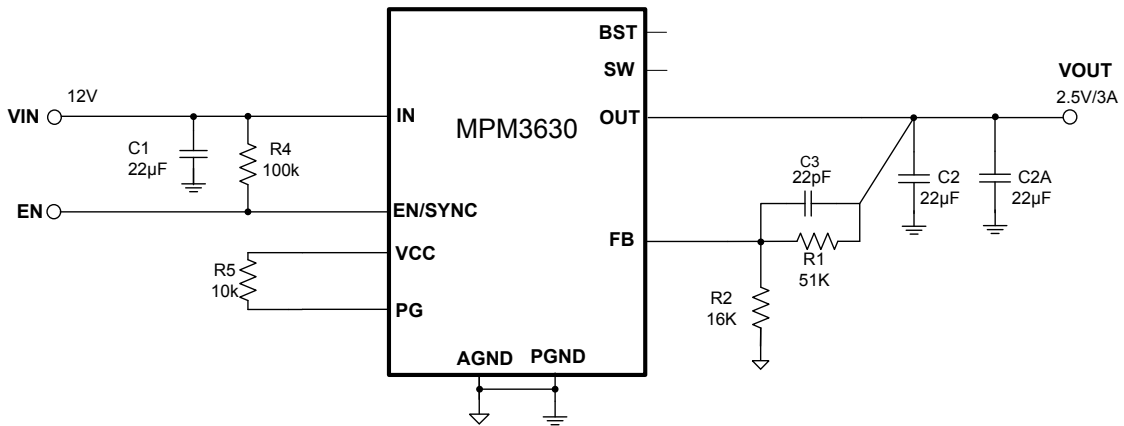 BST
SW
VOUT
2.5V/3A
12V
VIN
IN
MPM3630
OUT
C1
22µF
R4
100k
C3
22pF
C2
22µF
C2A
22µF
EN
EN/SYNC
FB
R1
51K
VCC
R5
10k
PG
R2
16K
AGND
PGND